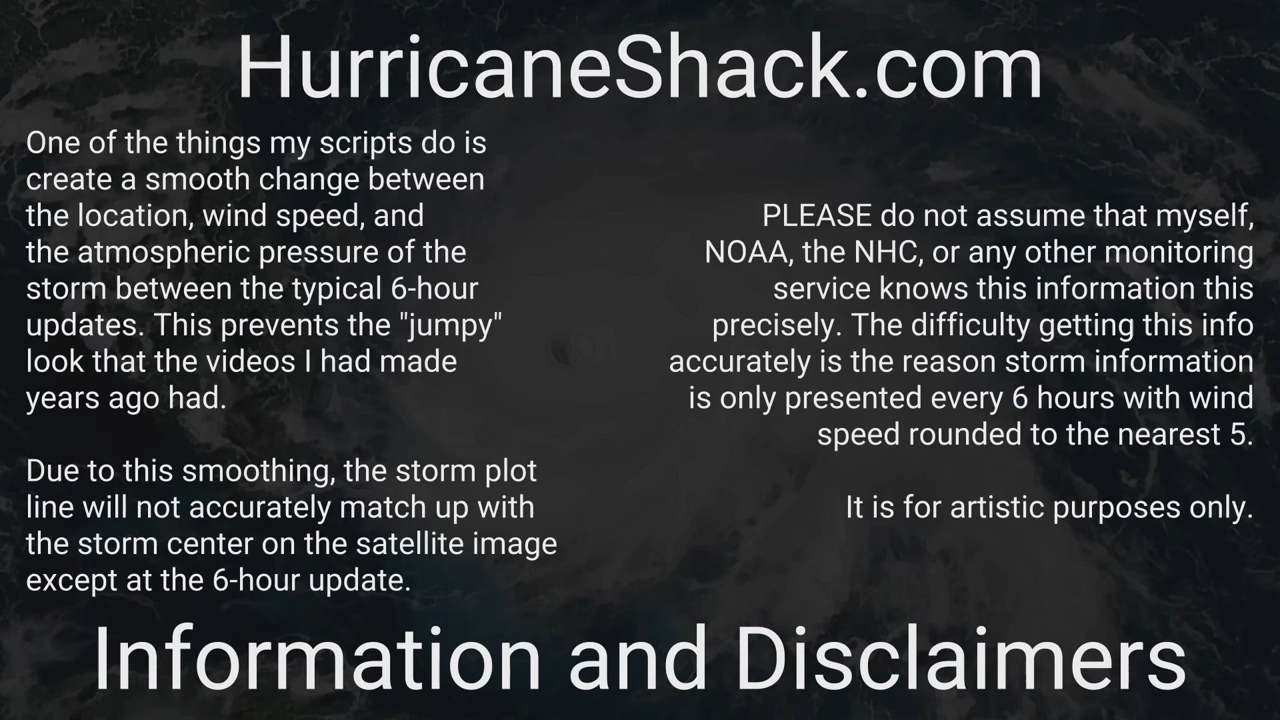 HurricaneShack.com
One of the things my scripts do is
create a smooth change between
the location, wind speed, and
the atmospheric pressure of the
storm between the typical 6-hour
updates. This prevents the "jumpy"
look that the videos I had made
years ago had.
Due to this smoothing, the storm plot
line will not accurately match up with
the storm center on the satellite image
except at the 6-hour update.
PLEASE do not assume that myself,
NOAA, the NHC, or any other monitoring
service knows this information this
precisely. The difficulty getting this info
accurately is the reason storm information
is only presented every 6 hours with wind
speed rounded to the nearest 5.
It is for artistic purposes only.
Information and Disclaimers